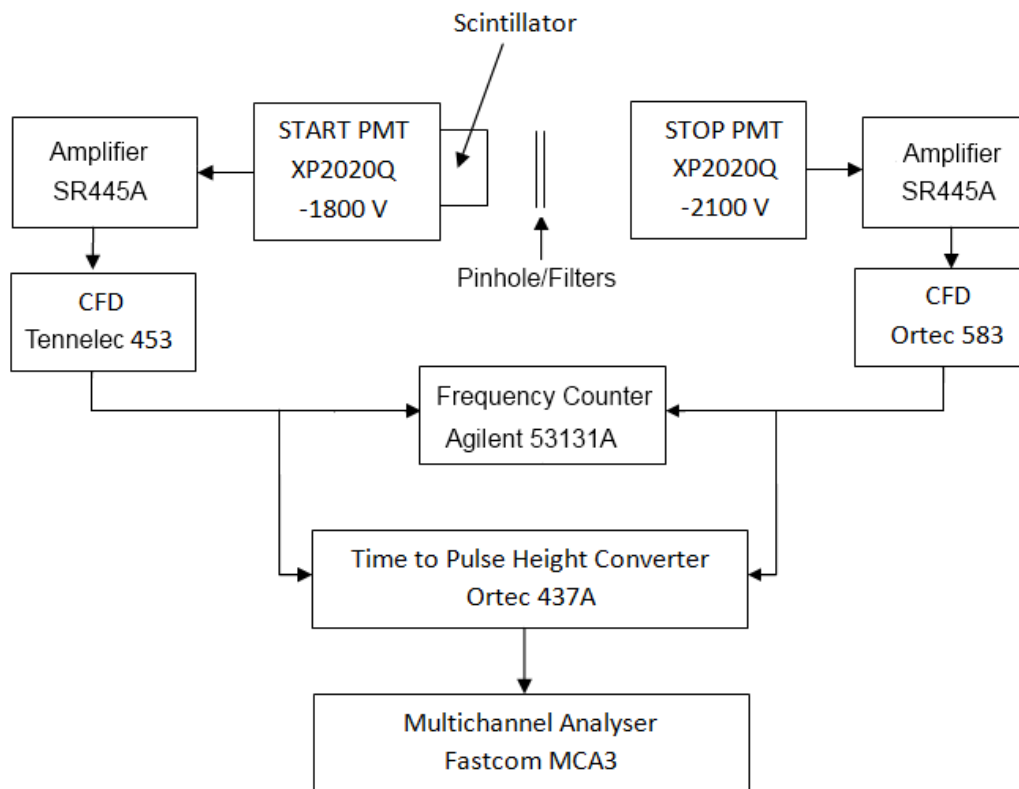 Scintillator
Amplifier
SR445A
START PMT
XP2020Q
-1800 V
STOP PMT
XP2020Q
-2100 V
Amplifier
SR445A
Pinhole/Filters
CFD
Tennelec 453
CFD
Ortec 583
Frequency Counter
Agilent 53131A
Time to Pulse Height Converter
Ortec 437A
Multichannel Analyser
Fastcom MCA3